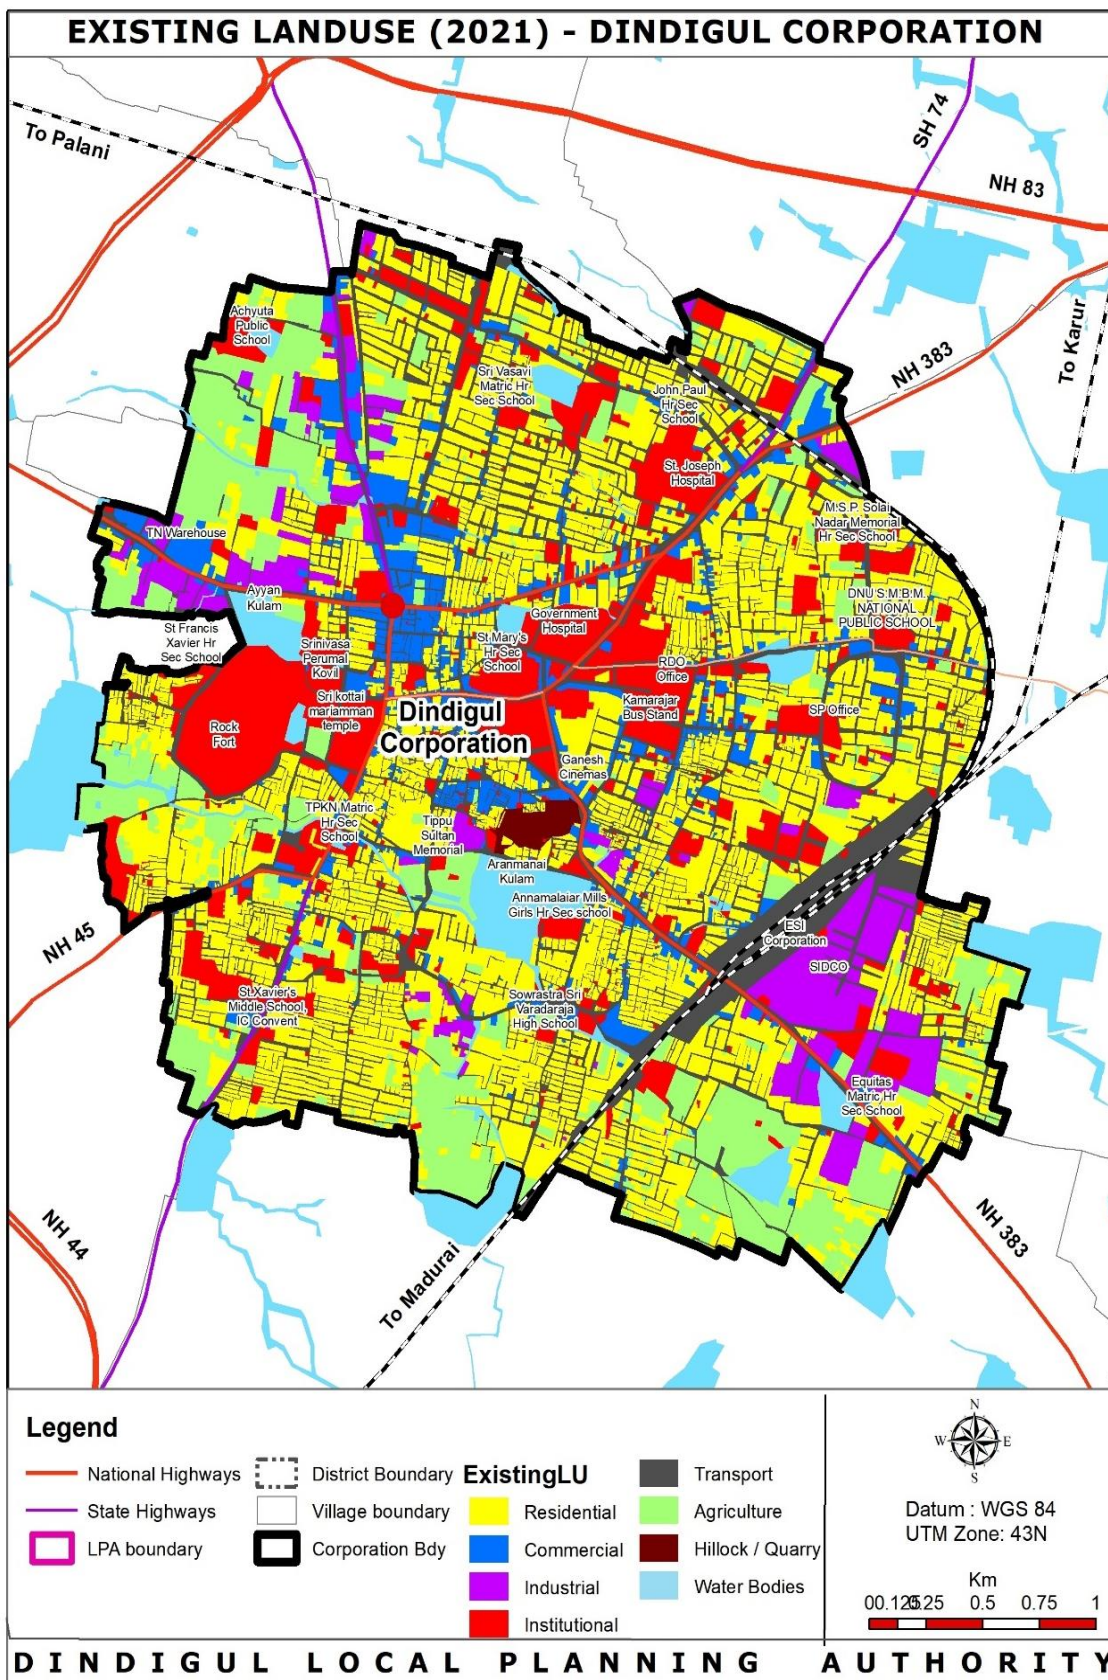 EXISTING LANDUSE (2021) - DINDIGUL CORPORATION
To Palani
SH 74
NH 83
NH 383
To Karur
Achyuta
Public
School
Sri Vasavi
Matric Hr
Sec School
John Paul
Hr Sec
School
St. Joseph
Hospital
M.S.P. Solai
Nadar Memorial
Hr Sec School
TN Warehouse
Ayyan
Kulam
St Francis
Xavier Hr
Sec School
Srinivasa
Perumal
Kovil
Government
Hospital
St Mary's
Hr Sec
School
DNU S.M.B.M.
NATIONAL
PUBLIC SCHOOL
RDO
Office
Sri kottai
mariamman
temple
Kamarajar
Bus Stand
SP Office
Rock
Fort
Dindigul
Corporation
Ganesh
Cinemas
TPKN Matric
Hr Sec
School
Tippu
Sultan
Memorial
Aranmanai
Kulam
Annamalaiar Mills
Girls Hr Sec school
ESI
Corporation
SIDCO
NH 45
St.Xavier's
Middle School,
IC Convent
Sowrastra Sri
Varadaraja
High School
Equitas
Matric Hr
Sec School
NH 44
To Madurai
NH 383
Legend
National Highways
State Highways
LPA boundary
District Boundary
Village boundary
Corporation Bdy
ExistingLU
Residential
Commercial
Industrial
Institutional
Transport
Agriculture
Hillock / Quarry
Water Bodies
N
W E
S
Datum : WGS 84
UTM Zone: 43N
Km
0 0.125 0.25 0.5 0.75 1
DINDIGUL LOCAL PLANNING AUTHORITY